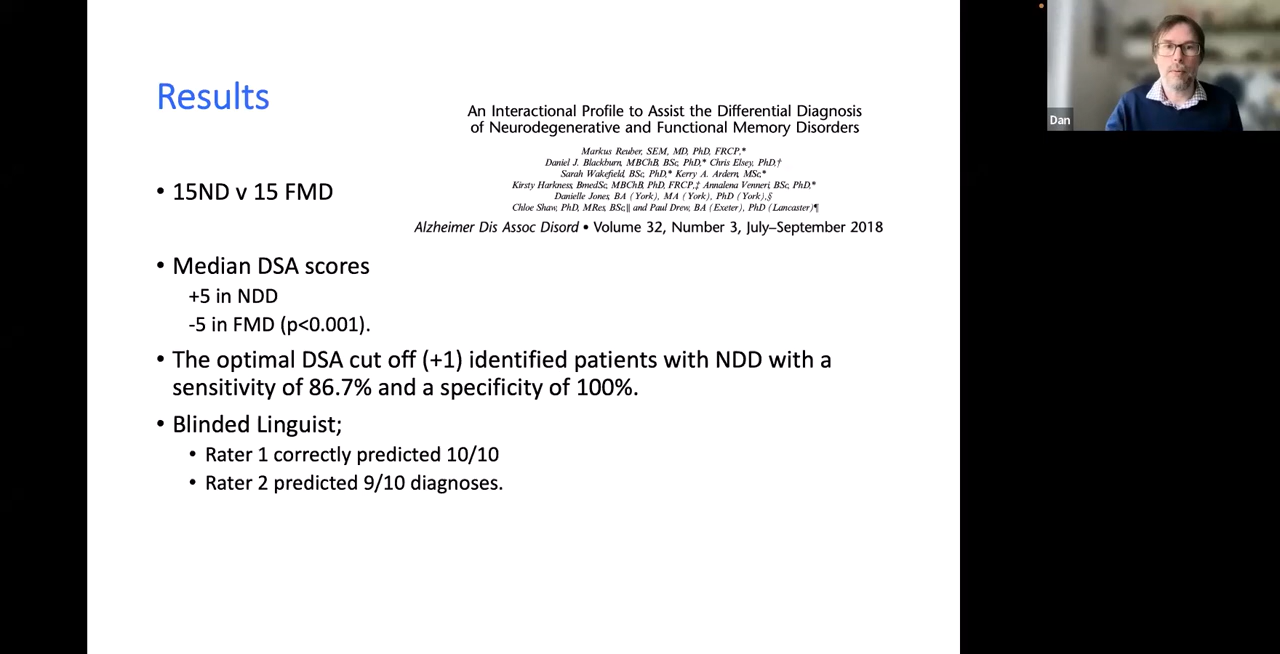 Results
An Interactional Profile to Assist the Differential Diagnosis
of Neurodegenerative and Functional Memory Disorders
Markus Reuber, SEM, MD, PhD, FRCP,*
Daniel J. Blackburn, MBChB, BSc, PhD,* Chris Elsey, PhD,†
Sarah Wakefield, BSc, PhD,* Kerry A. Ardern, MSc,*
Kirsty Harkness, BmedSc, MBChB, PhD, FRCP,‡ Annalena Venneri, BSc, PhD,*
Danielle Jones, BA (York), MA (York), PhD (York),§
Chloe Shaw, PhD, MRes, BSc,∥ and Paul Drew, BA (Exeter), PhD (Lancaster)¶
Alzheimer Dis Assoc Disord • Volume 32, Number 3, July–September 2018
• 15ND v 15 FMD
• Median DSA scores
+5 in NDD
-5 in FMD (p<0.001).
• The optimal DSA cut off (+1) identified patients with NDD with a
sensitivity of 86.7% and a specificity of 100%.
• Blinded Linguist;
• Rater 1 correctly predicted 10/10
• Rater 2 predicted 9/10 diagnoses.
Dan